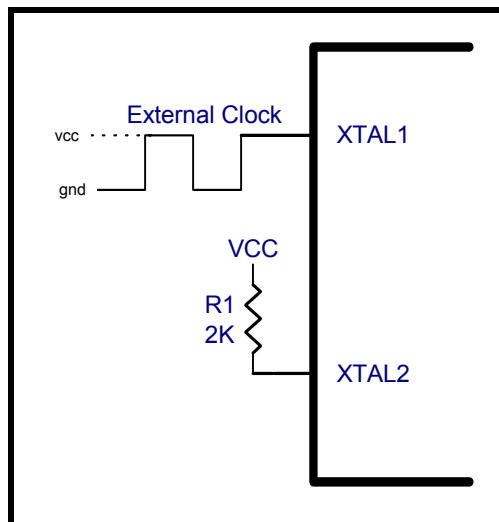 External Clock
vcc
XTAL1
gnd
VCC
R1
2K
XTAL2